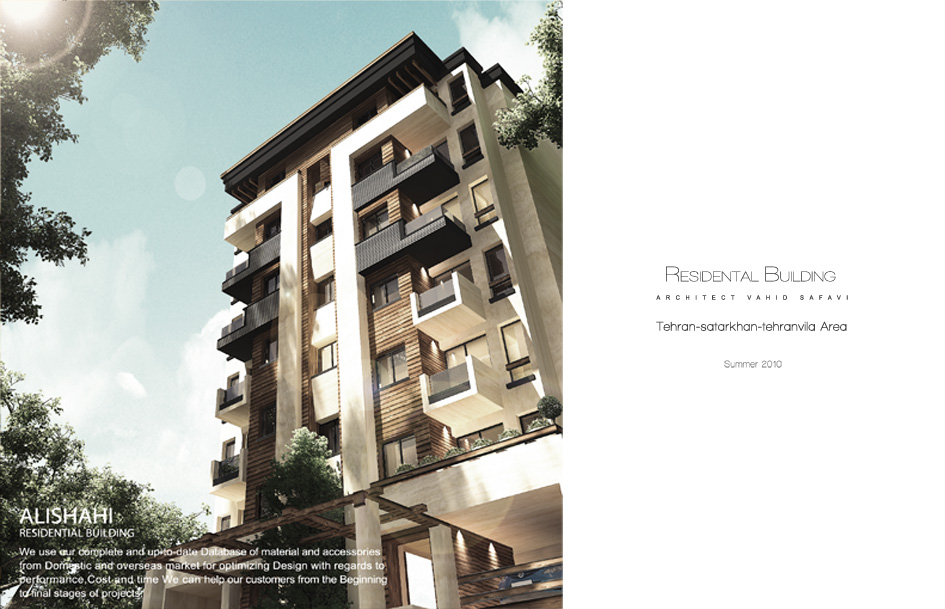 ALISHAHI
RESIDENTIAL BUILDING
We use our complete and up-to-date Database of material and accessories
from Domestic and overseas market for optimizing Design with regards to
performance,Cost and time We can help our customers from the Beginning
to final stages of projects.
RESIDENTAL BUILDING
ARCHITECT VAHID SAFAVI
Tehran-satarkhan-tehranvila Area
Summer 2010